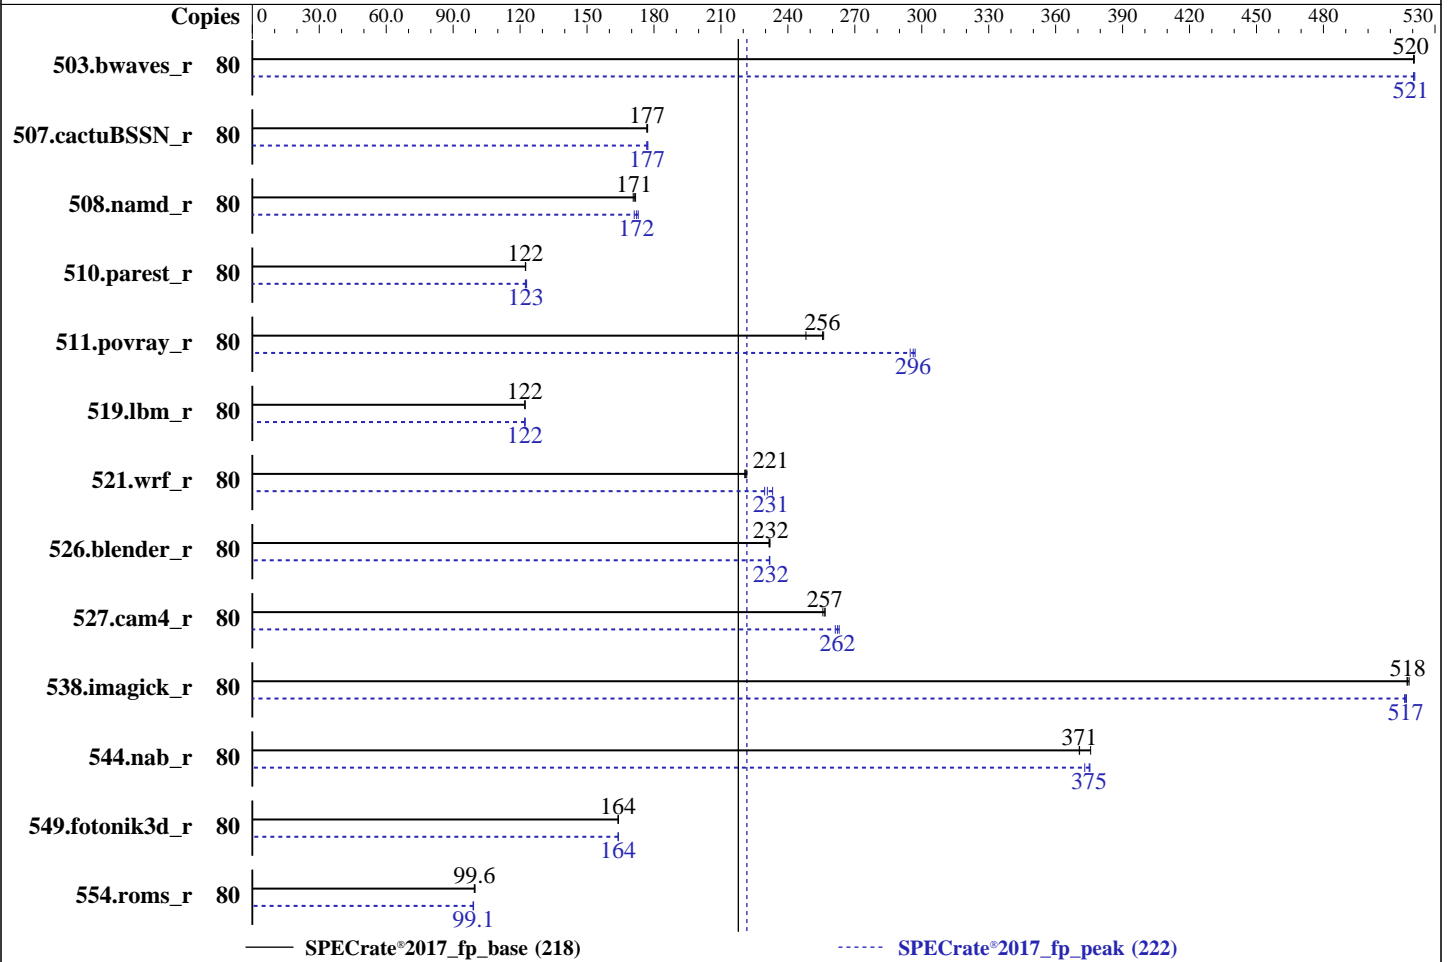 Copies 0 30.0 60.0 90.0 120 150 180 210 240 270 300 330 360 390 420 450 480 530
520
503.bwaves_r 80
521
177
507.cactuBSSN_r 80
177
171
508.namd_r 80
172
122
510.parest_r 80
123
256
511.povray_r 80
296
122
519.lbm_r 80
122
221
521.wrf_r 80
231
232
526.blender_r 80
232
257
527.cam4_r 80
262
518
538.imagick_r 80
517
371
544.nab_r 80
375
164
549.fotonik3d_r 80
164
99.6
554.roms_r 80
99.1
SPECrate®2017_fp_base (218) SPECrate®2017_fp_peak (222)